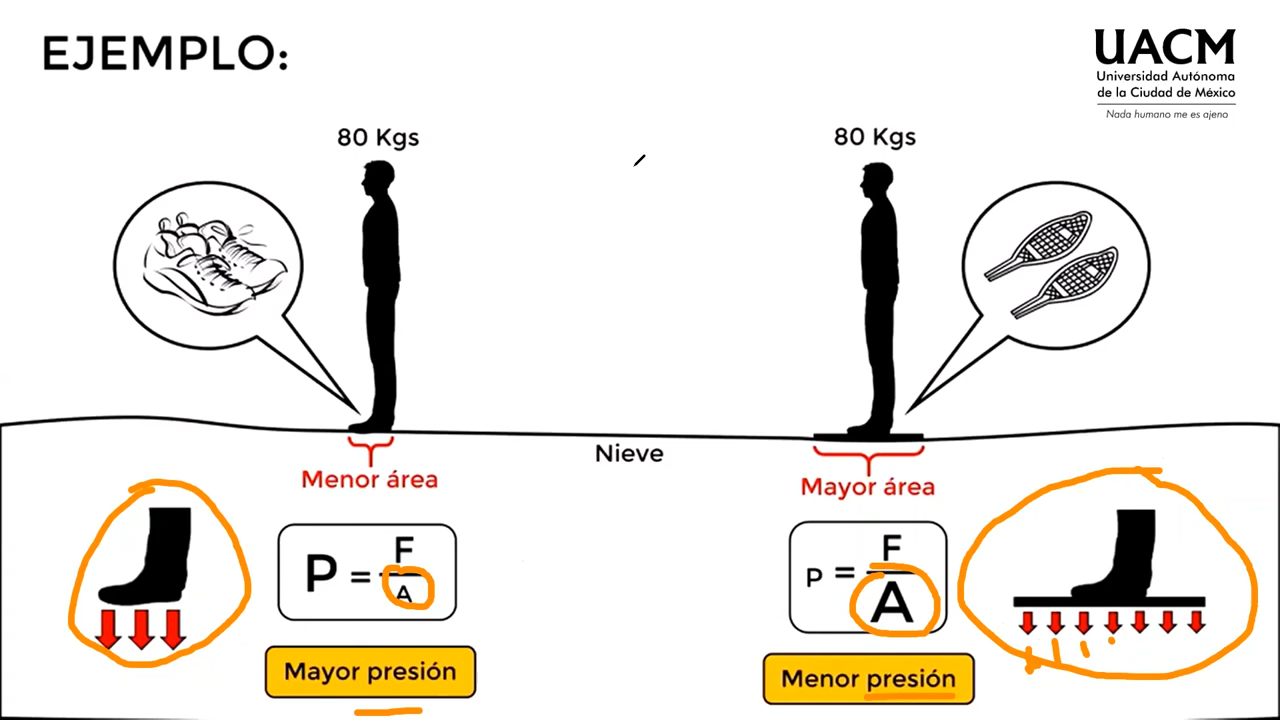 EJEMPLO:
UACM
Universidad Autónoma
de la Ciudad de México
Nada humano me es ajeno
80 Kgs
80 Kgs
Nieve
Menor área
Mayor área
P = F/A
P = F/A
Mayor presión
Menor presión